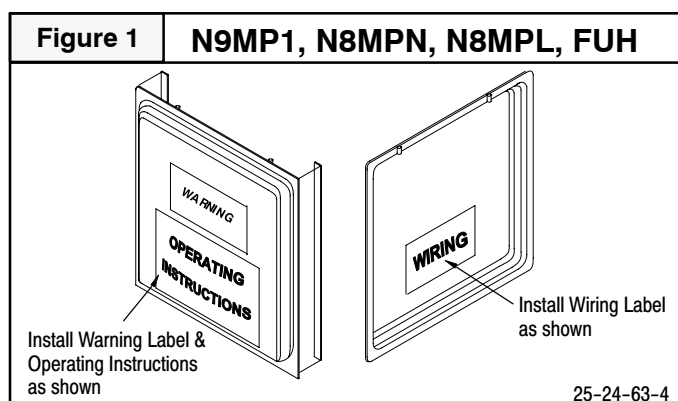 Figure 1
N9MP1, N8MPN, N8MPL, FUH
WARNING
OPERATING
INSTRUCTIONS
Install Warning Label &
Operating Instructions
as shown
WIRING
Install Wiring Label
as shown
25-24-63-4